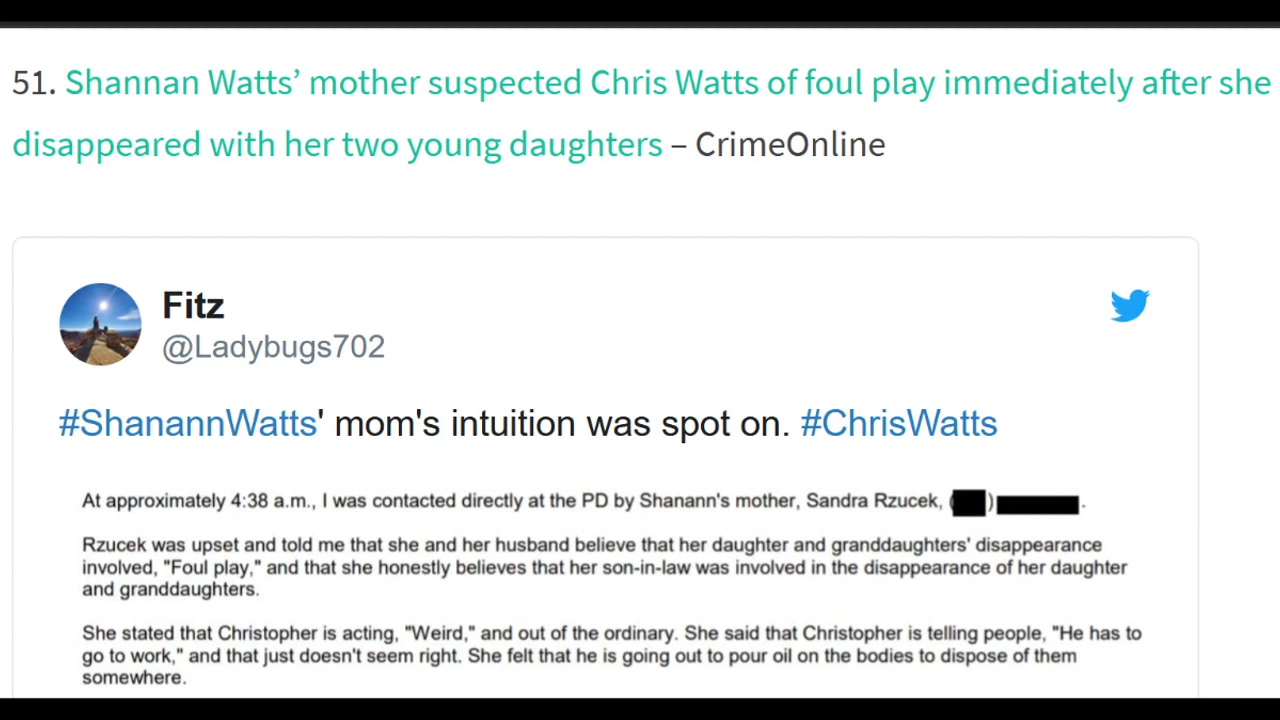 51. Shannan Watts’ mother suspected Chris Watts of foul play immediately after she
disappeared with her two young daughters – CrimeOnline
Fitz
@Ladybugs702
#ShanannWatts' mom's intuition was spot on. #ChrisWatts
At approximately 4:38 a.m., I was contacted directly at the PD by Shanann's mother, Sandra Rzucek, ( ) .
Rzucek was upset and told me that she and her husband believe that her daughter and granddaughters' disappearance
involved, "Foul play," and that she honestly believes that her son-in-law was involved in the disappearance of her daughter
and granddaughters.
She stated that Christopher is acting, "Weird," and out of the ordinary. She said that Christopher is telling people, "He has to
go to work," and that just doesn't seem right. She felt that he is going out to pour oil on the bodies to dispose of them
somewhere.